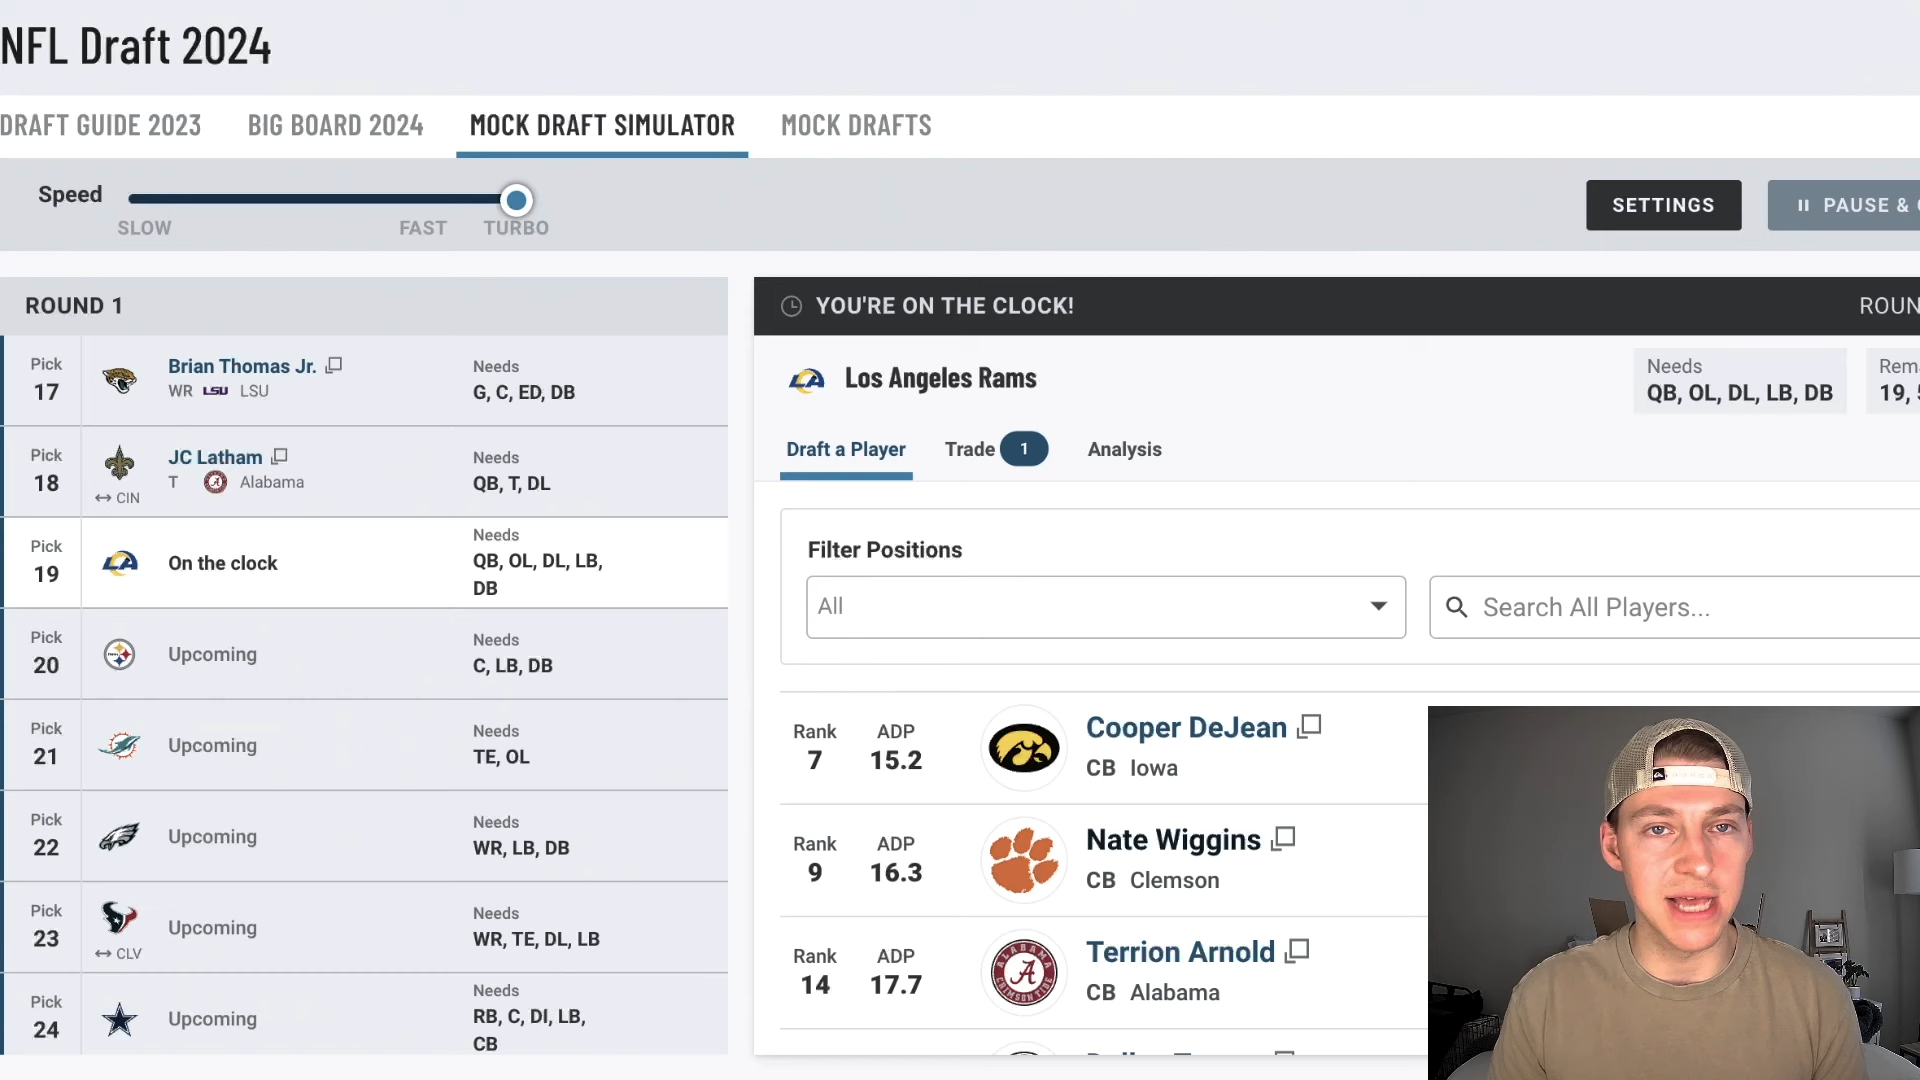 NFL Draft 2024
DRAFT GUIDE 2023 BIG BOARD 2024 MOCK DRAFT SIMULATOR MOCK DRAFTS
Speed
SLOW FAST TURBO
SETTINGS
PAUSE &
ROUND 1
Pick 17
Brian Thomas Jr.
WR LSU LSU
Needs
G, C, ED, DB
Pick 18
CIN
JC Latham
T Alabama
Needs
QB, T, DL
Pick 19
On the clock
Needs
QB, OL, DL, LB,
DB
Pick 20
Upcoming
Needs
C, LB, DB
Pick 21
Upcoming
Needs
TE, OL
Pick 22
Upcoming
Needs
WR, LB, DB
Pick 23
CLV
Upcoming
Needs
WR, TE, DL, LB
Pick 24
Upcoming
Needs
RB, C, DI, LB,
CB
YOU'RE ON THE CLOCK!
Los Angeles Rams
Needs
QB, OL, DL, LB, DB
19,
Draft a Player Trade 1 Analysis
Filter Positions
All
Search All Players...
Rank 7
ADP 15.2
Cooper DeJean
CB Iowa
Rank 9
ADP 16.3
Nate Wiggins
CB Clemson
Rank 14
ADP 17.7
Terrion Arnold
CB Alabama